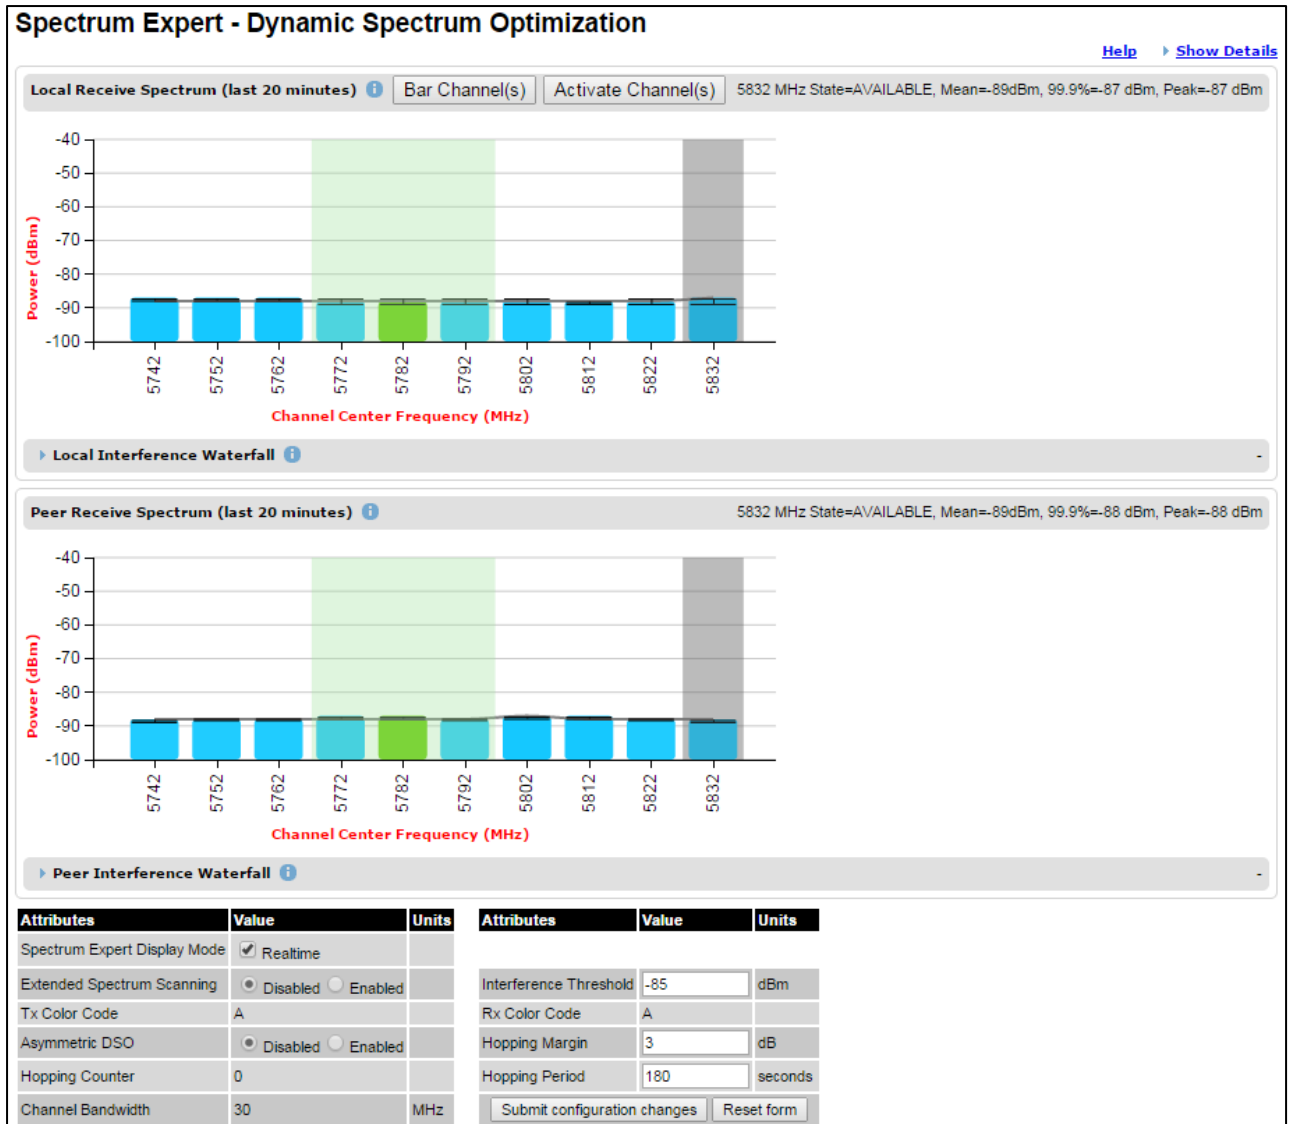 Spectrum Expert - Dynamic Spectrum Optimization
Help Show Details
Local Receive Spectrum (last 20 minutes) i Bar Channel(s) Activate Channel(s) 5832 MHz State=AVAILABLE, Mean=-89dBm, 99.9%=-87 dBm, Peak=-87 dBm
-40
-50
-60
-70
-80
-90
-100
Power (dBm)
5742 5752 5762 5772 5782 5792 5802 5812 5822 5832
Channel Center Frequency (MHz)
Local Interference Waterfall i -
Peer Receive Spectrum (last 20 minutes) i 5832 MHz State=AVAILABLE, Mean=-89dBm, 99.9%=-88 dBm, Peak=-88 dBm
-40
-50
-60
-70
-80
-90
-100
Power (dBm)
5742 5752 5762 5772 5782 5792 5802 5812 5822 5832
Channel Center Frequency (MHz)
Peer Interference Waterfall i -
Attributes Value Units Attributes Value Units
Spectrum Expert Display Mode Realtime
Extended Spectrum Scanning Disabled Enabled Interference Threshold -85 dBm
Tx Color Code A Rx Color Code A
Asymmetric DSO Disabled Enabled Hopping Margin 3 dB
Hopping Counter 0 Hopping Period 180 seconds
Channel Bandwidth 30 MHz Submit configuration changes Reset form